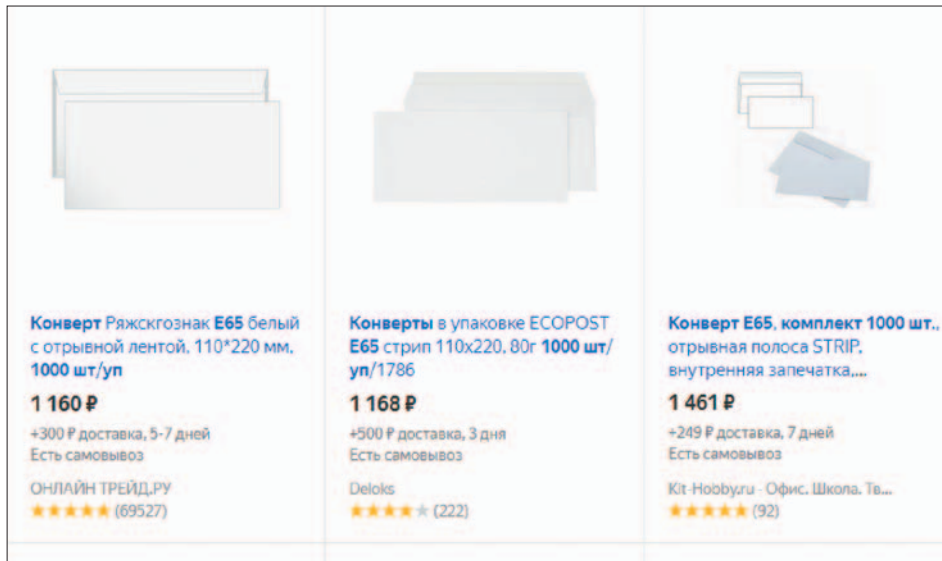 Конверт Ряжскгознак Е65 белый
с отрывной лентой, 110*220 мм,
1000 шт/уп
1 160 ₽
+300 ₽ доставка, 5-7 дней
Есть самовывоз
ОНЛАЙН ТРЕЙД.РУ
(69527)
Конверты в упаковке ECOPOST
E65 стрип 110x220, 80г 1000 шт/
уп/1786
1 168 ₽
+500 ₽ доставка, 3 дня
Есть самовывоз
Deloks
(222)
Конверт Е65, комплект 1000 шт.,
отрывная полоса STRIP,
внутренняя запечатка,...
1 461 ₽
+249 ₽ доставка, 7 дней
Есть самовывоз
Kit-Hobby.ru - Офис. Школа. Тв...
(92)